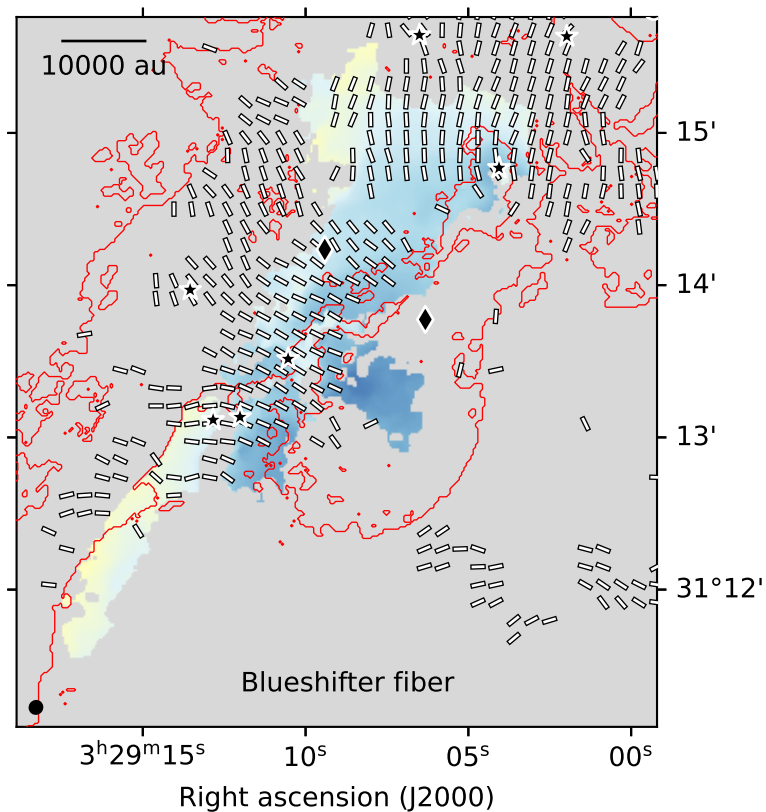 10000 au
15'
14'
13'
31°12'
Blueshifter fiber
3ʰ29ᵐ15ˢ 10ˢ 05ˢ 00ˢ
Right ascension (J2000)